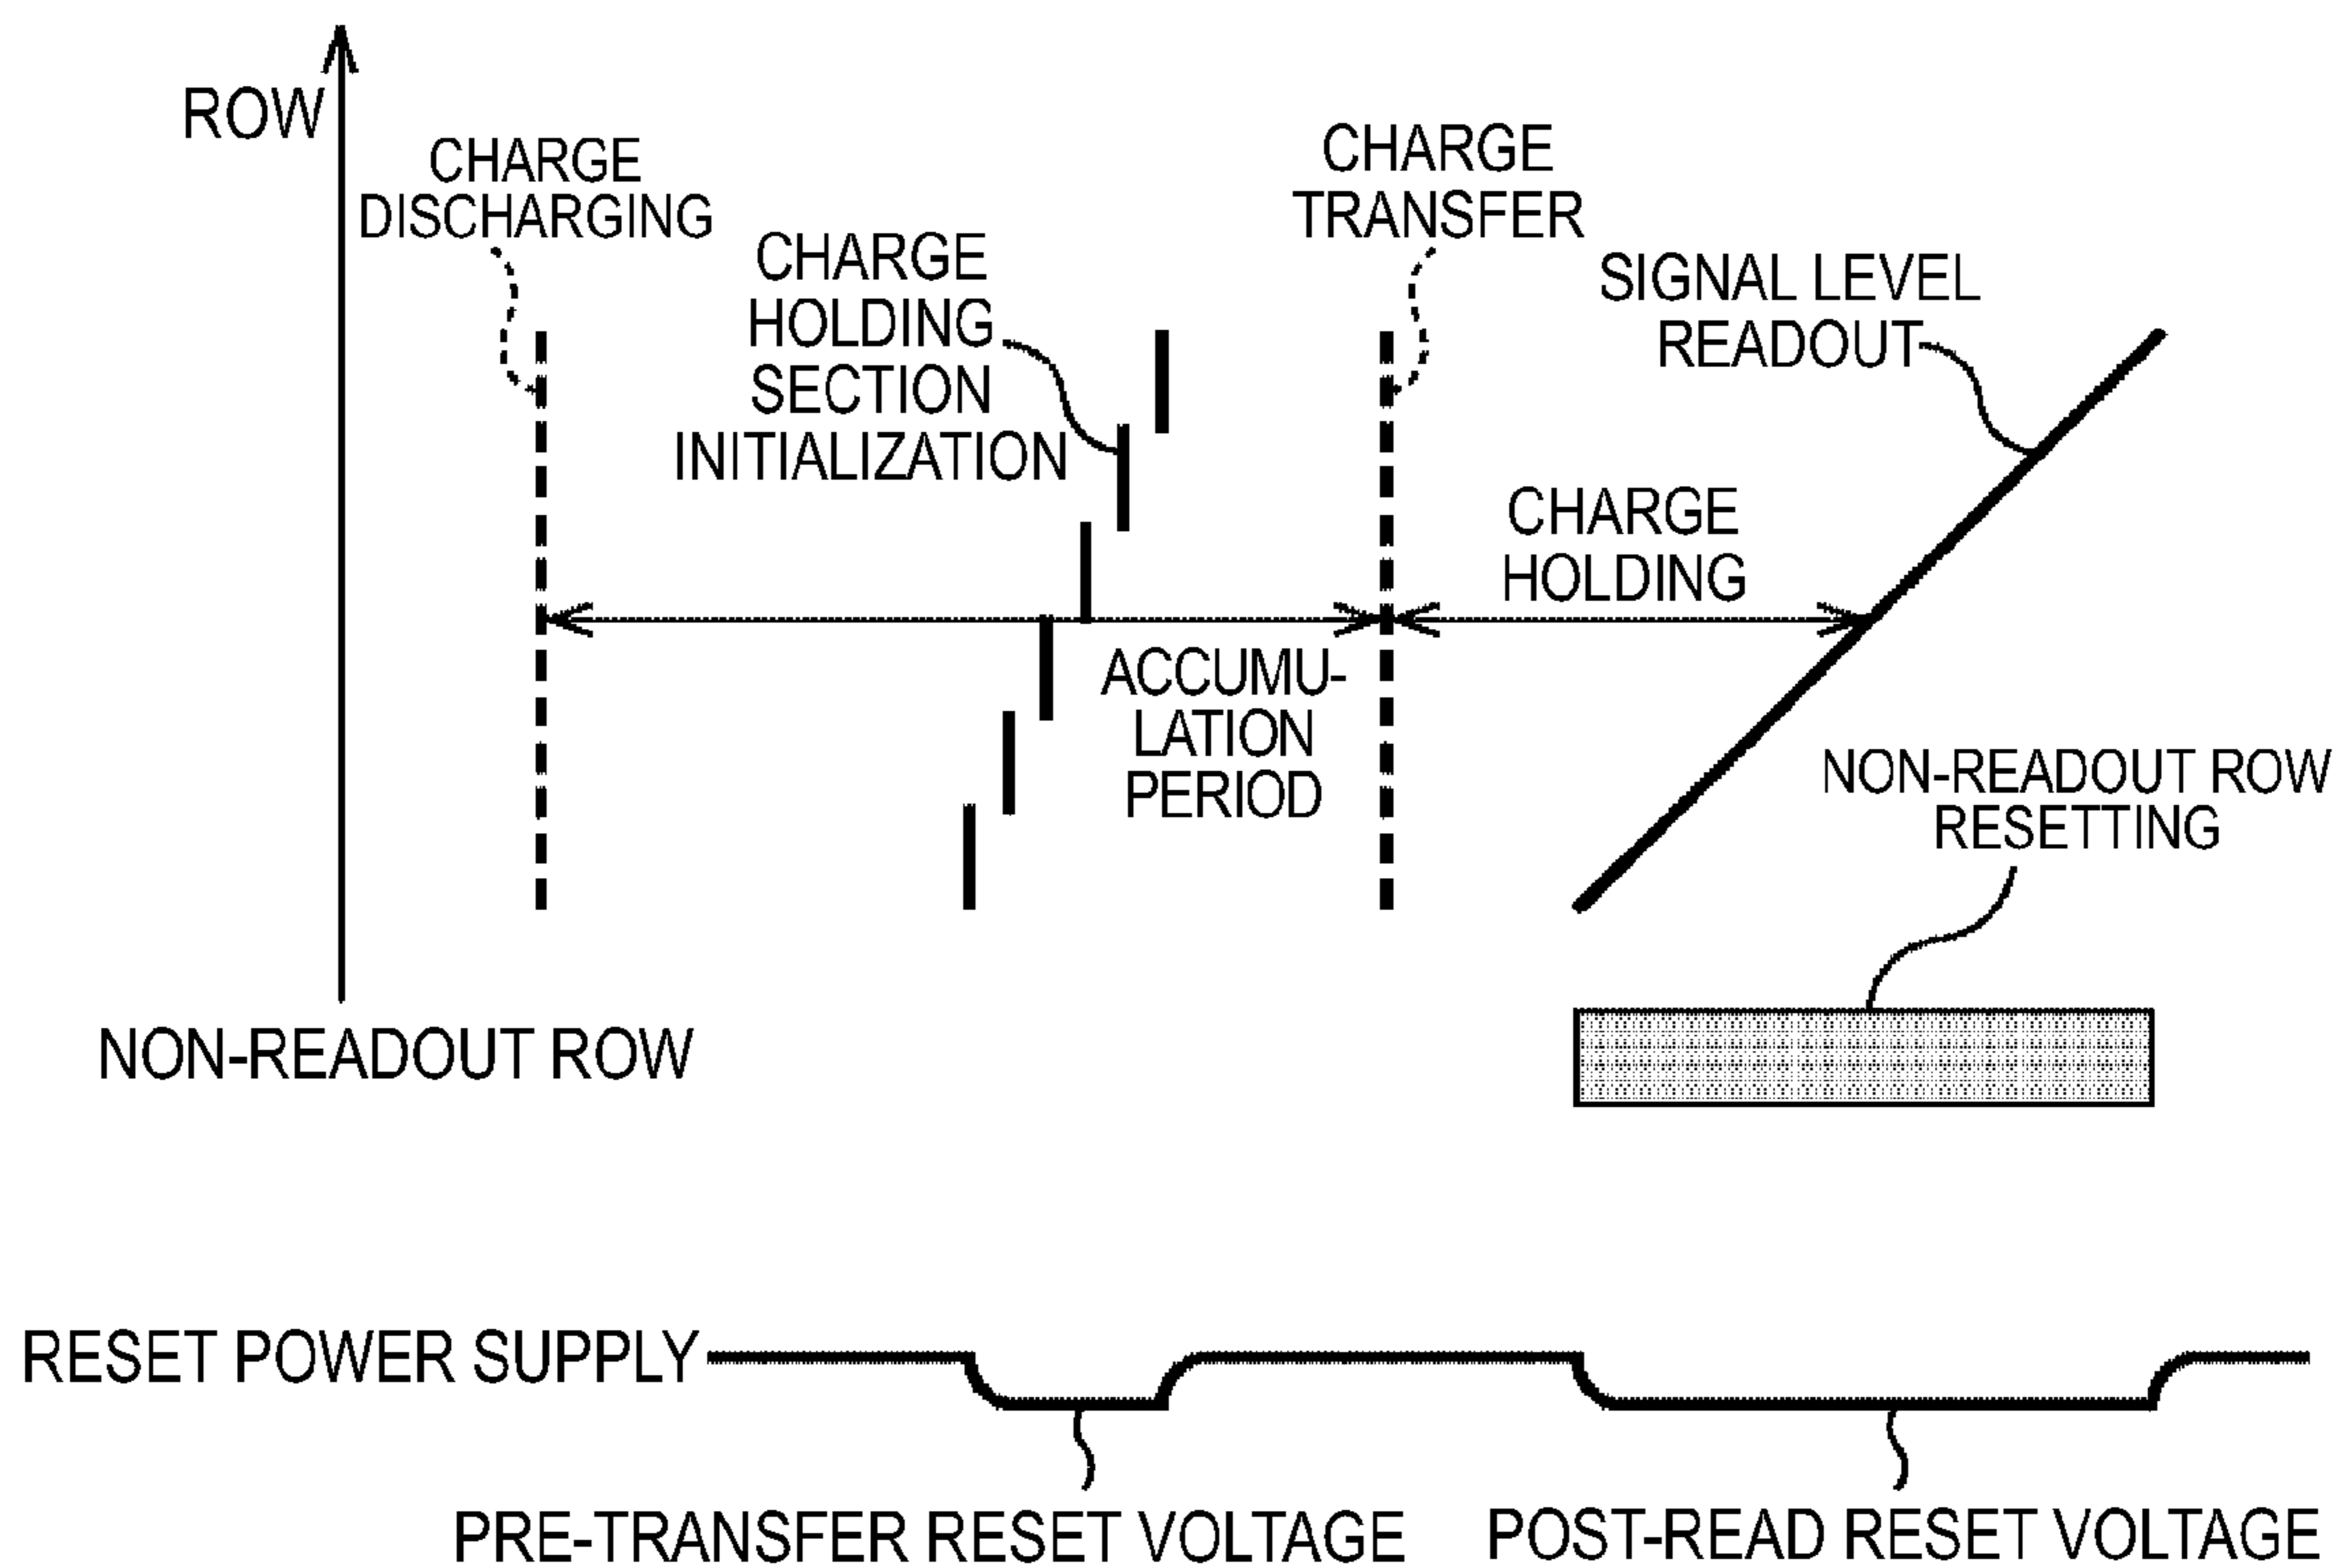 ROW
CHARGE
DISCHARGING
CHARGE
HOLDING
SECTION
INITIALIZATION
CHARGE
TRANSFER
SIGNAL LEVEL
READOUT
CHARGE
HOLDING
ACCUMU-
LATION
PERIOD
NON-READOUT ROW
RESETTING
NON-READOUT ROW
RESET POWER SUPPLY
PRE-TRANSFER RESET VOLTAGE
POST-READ RESET VOLTAGE